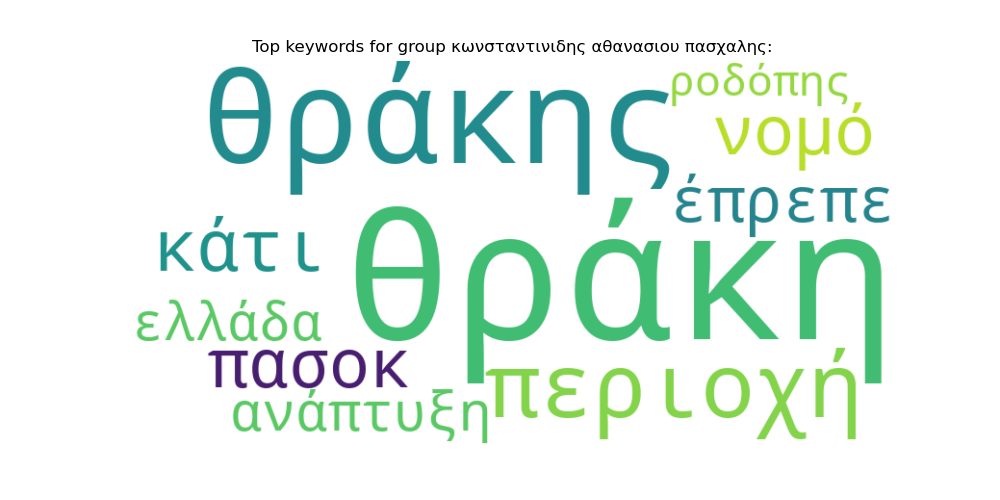 Top keywords for group κωνσταντινιδης αθανασιου πασχαλης:
θράκης
ροδόπης
νομό
έπρεπε
κάτι
θράκη
ελλάδα
πασοκ
περιοχή
ανάπτυξη